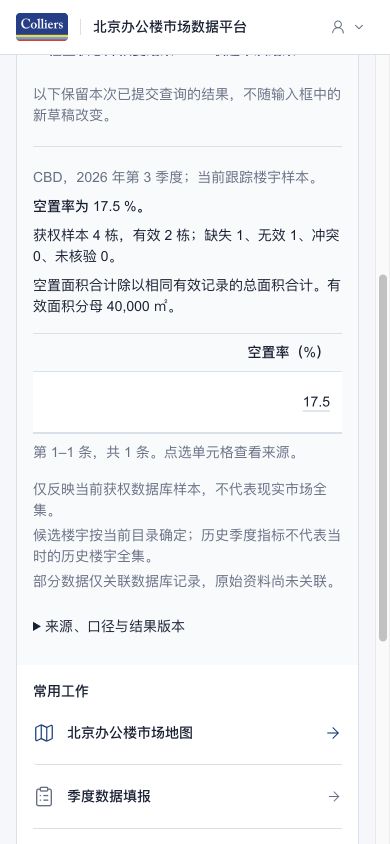 Colliers
北京办公楼市场数据平台
以下保留本次已提交查询的结果，不随输入框中的
新草稿改变。
CBD，2026 年第 3 季度；当前跟踪楼宇样本。
空置率为 17.5 %。
获权样本 4 栋，有效 2 栋；缺失 1、无效 1、冲突
0、未核验 0。
空置面积合计除以相同有效记录的总面积合计。有
效面积分母 40,000 ㎡。
空置率（%）
17.5
第 1–1 条，共 1 条。点选单元格查看来源。
仅反映当前获权数据库样本，不代表现实市场全
集。
候选楼宇按当前目录确定；历史季度指标不代表当
时的历史楼宇全集。
部分数据仅关联数据库记录，原始资料尚未关联。
来源、口径与结果版本
常用工作
北京办公楼市场地图
季度数据填报